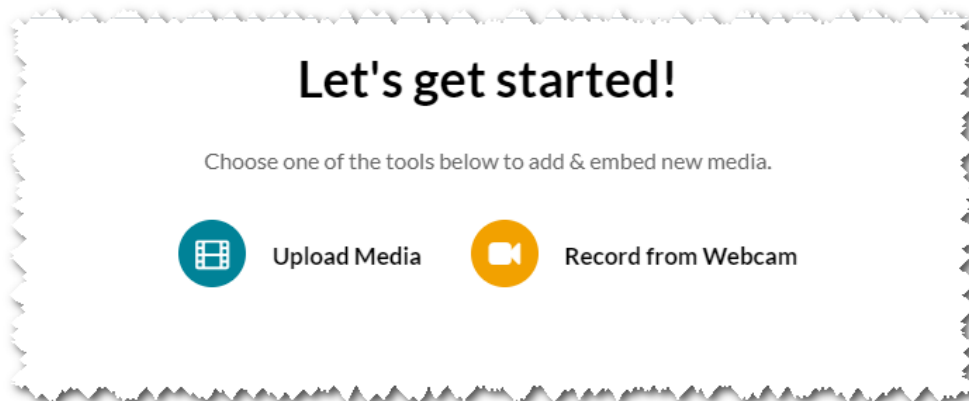 Let's get started!
Choose one of the tools below to add & embed new media.
Upload Media
Record from Webcam